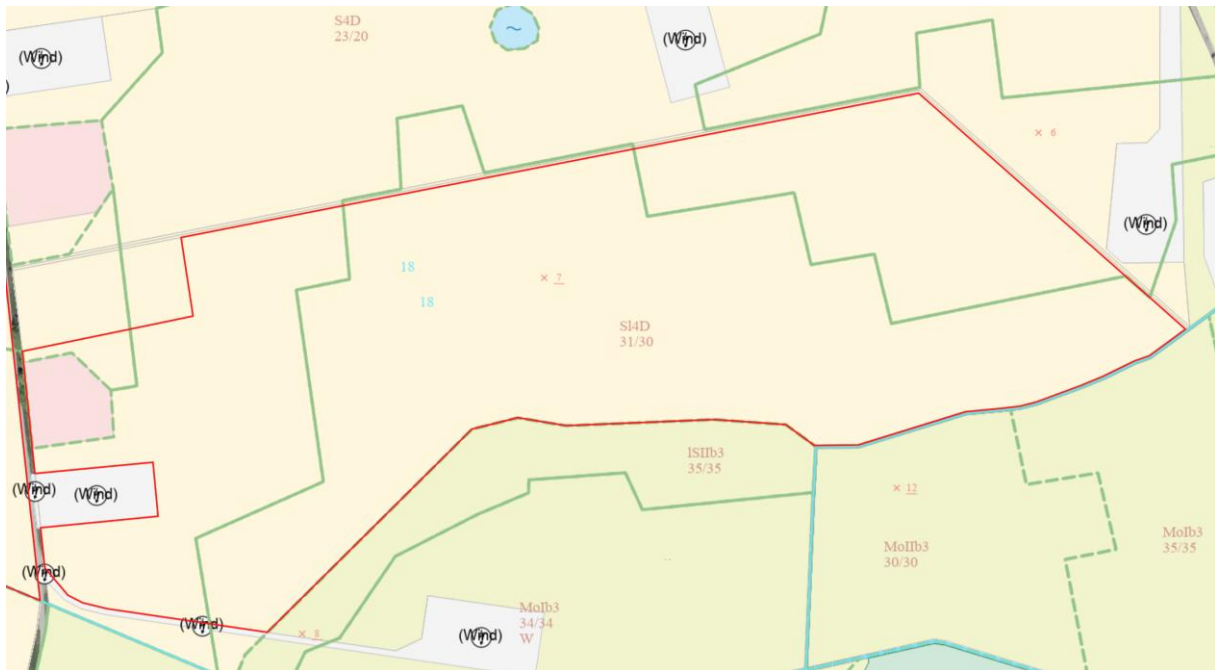 S4D
23/20
(Wind)
(Wind)
)
6
(Wind)
18
7
18
Sl4D
31/30
lSIIb3
35/35
(Wind)
(Wind)
12
MoIb3
35/35
MoIIb3
30/30
(Wind)
MoIb3
34/34
W
(Wind)
8
(Wind)